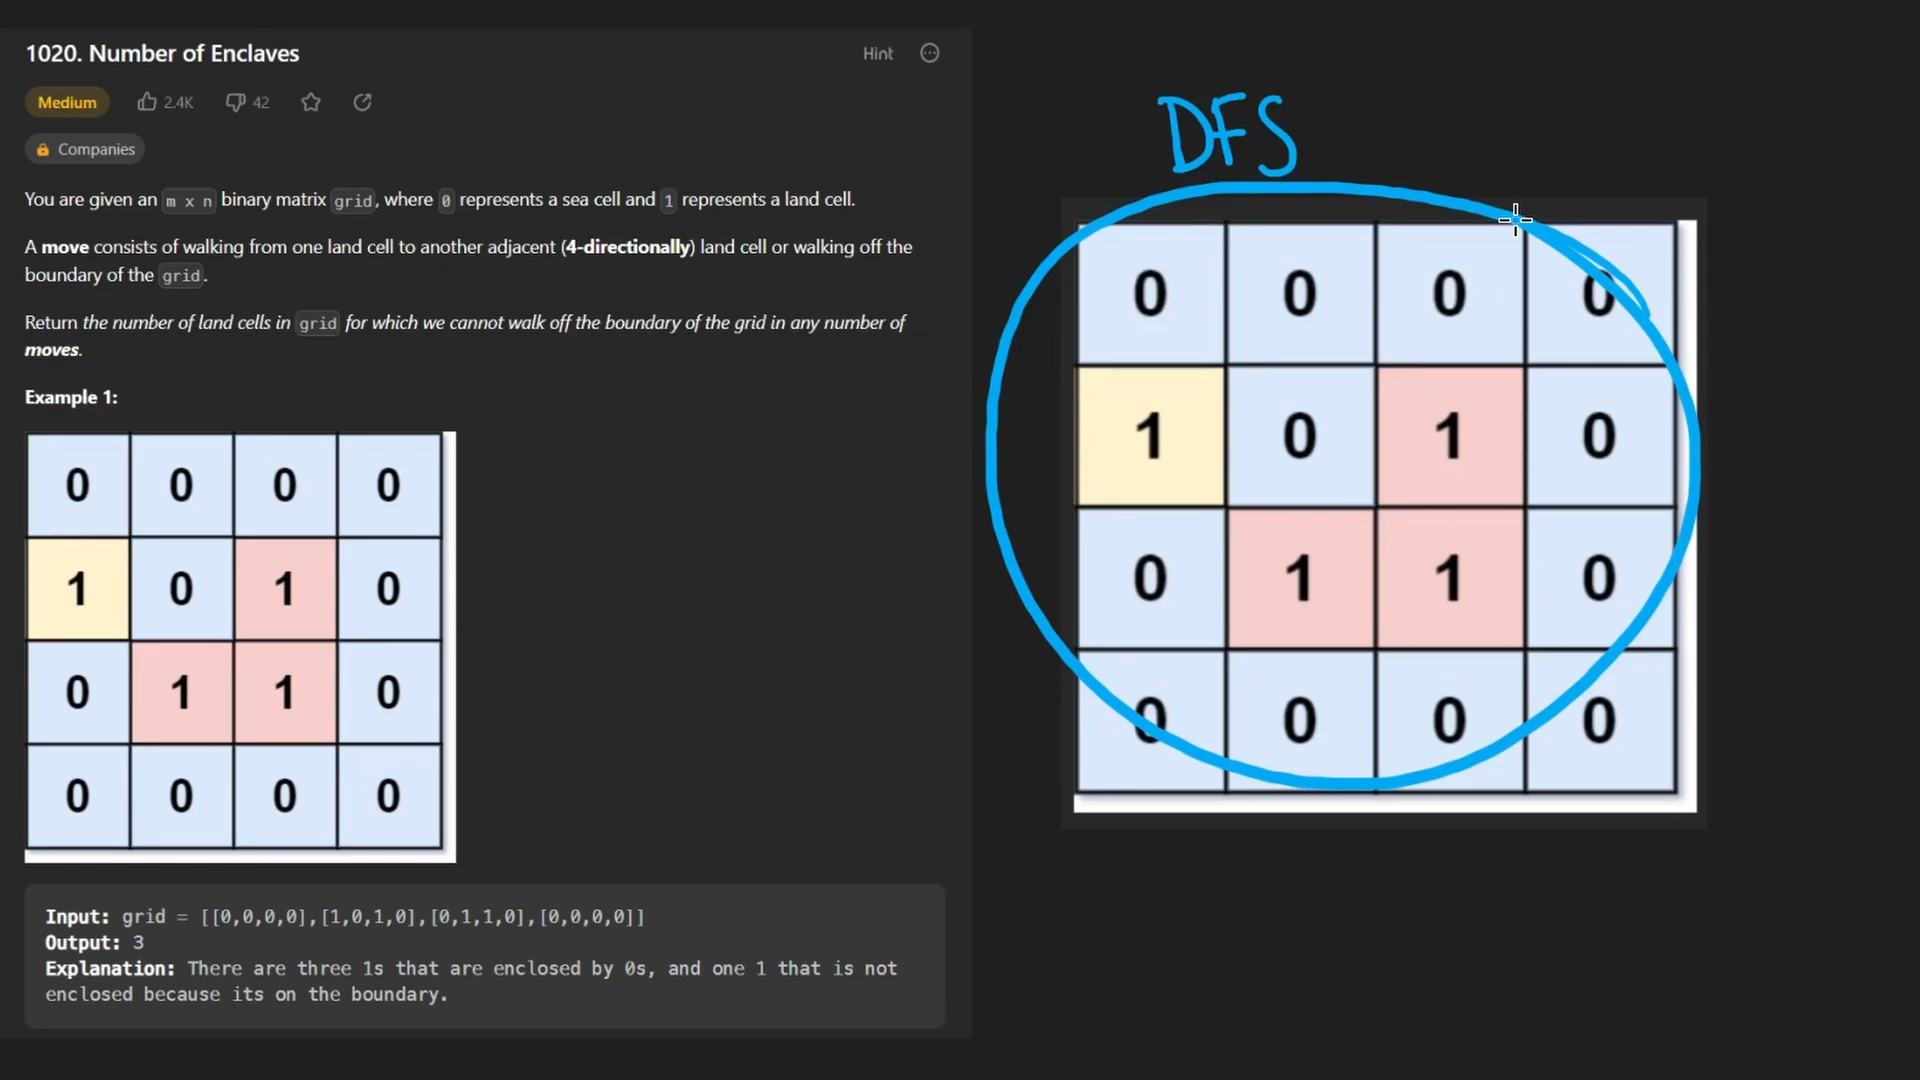 1020. Number of Enclaves
Hint
Medium
2.4K
42
Companies
You are given an m x n binary matrix grid, where 0 represents a sea cell and 1 represents a land cell.
A move consists of walking from one land cell to another adjacent (4-directionally) land cell or walking off the
boundary of the grid.
Return the number of land cells in grid for which we cannot walk off the boundary of the grid in any number of
moves.
Example 1:
0 0 0 0
1 0 1 0
0 1 1 0
0 0 0 0
Input: grid = [[0,0,0,0],[1,0,1,0],[0,1,1,0],[0,0,0,0]]
Output: 3
Explanation: There are three 1s that are enclosed by 0s, and one 1 that is not
enclosed because its on the boundary.
DFS
0 0 0 0
1 0 1 0
0 1 1 0
0 0 0 0